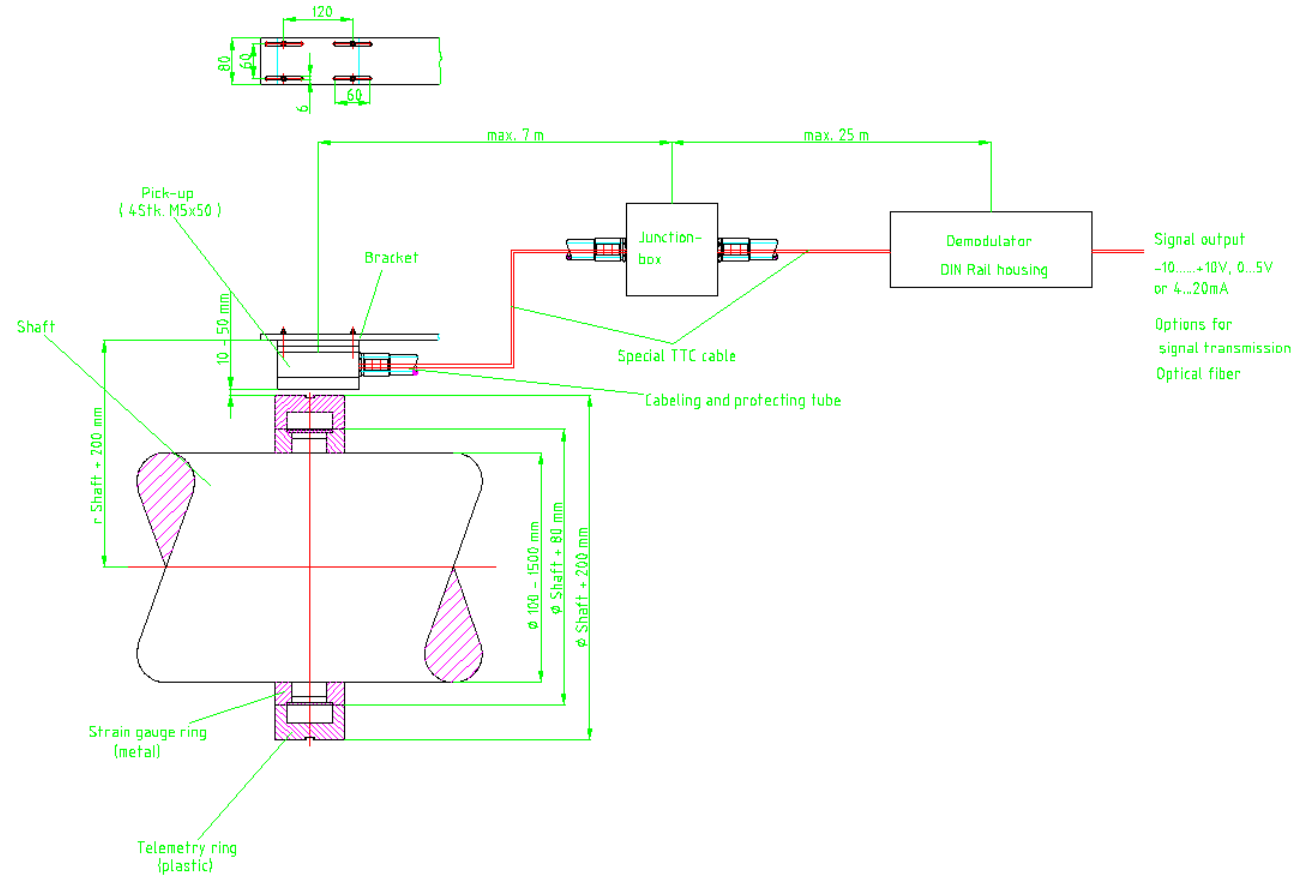 120
80
60
6
60
max. 7 m
max. 25 m
Pick-up
( 4Stk. M5x50 )
Bracket
Junction-
box
Demodulator
DIN Rail housing
Signal output
-10......+10V, 0...5V
or 4...20mA
Options for
signal transmission
Optical fiber
Shaft
10 - 50 mm
Special TTC cable
Cabeling and protecting tube
r Shaft + 200 mm
Ø 100 - 1500 mm
Ø Shaft + 80 mm
Ø Shaft + 200 mm
Strain gauge ring
(metal)
Telemetry ring
(plastic)